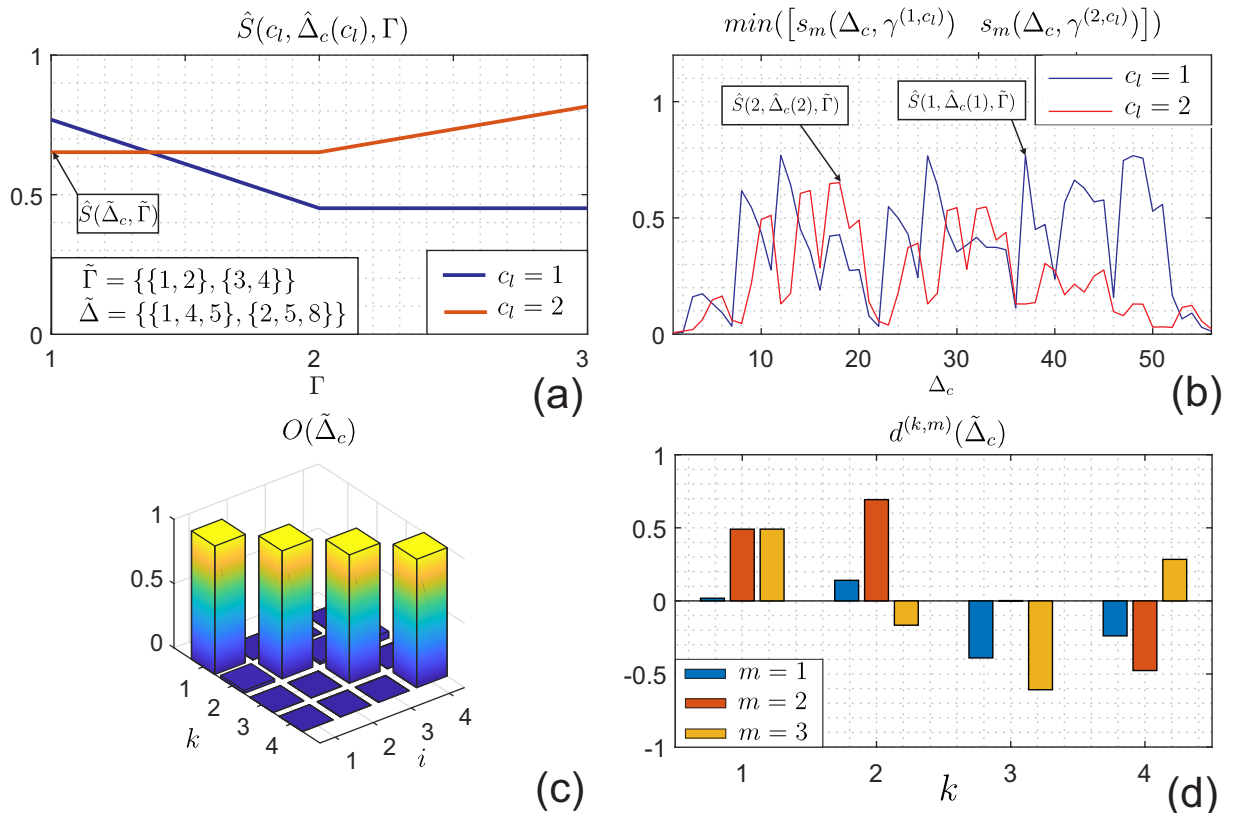 Ŝ(c_l, Δ̂_c(c_l), Γ)
1
0.5
0
1
2
3
Γ
Ŝ(Δ̃_c, Γ̃)
Γ̃ = {{1, 2}, {3, 4}}
Δ̃ = {{1, 4, 5}, {2, 5, 8}}
c_l = 1
c_l = 2
(a)
min([s_m(Δ_c, γ^(1,c_l)) s_m(Δ_c, γ^(2,c_l))])
1
0.5
0
10
20
30
40
50
Δ_c
Ŝ(2, Δ̂_c(2), Γ̃)
Ŝ(1, Δ̂_c(1), Γ̃)
c_l = 1
c_l = 2
(b)
O(Δ̃_c)
1
0.5
0
1
2
3
4
k
1
2
3
4
i
(c)
d^(k,m)(Δ̃_c)
1
0.5
0
-0.5
-1
m = 1
m = 2
m = 3
1
2
3
4
k
(d)